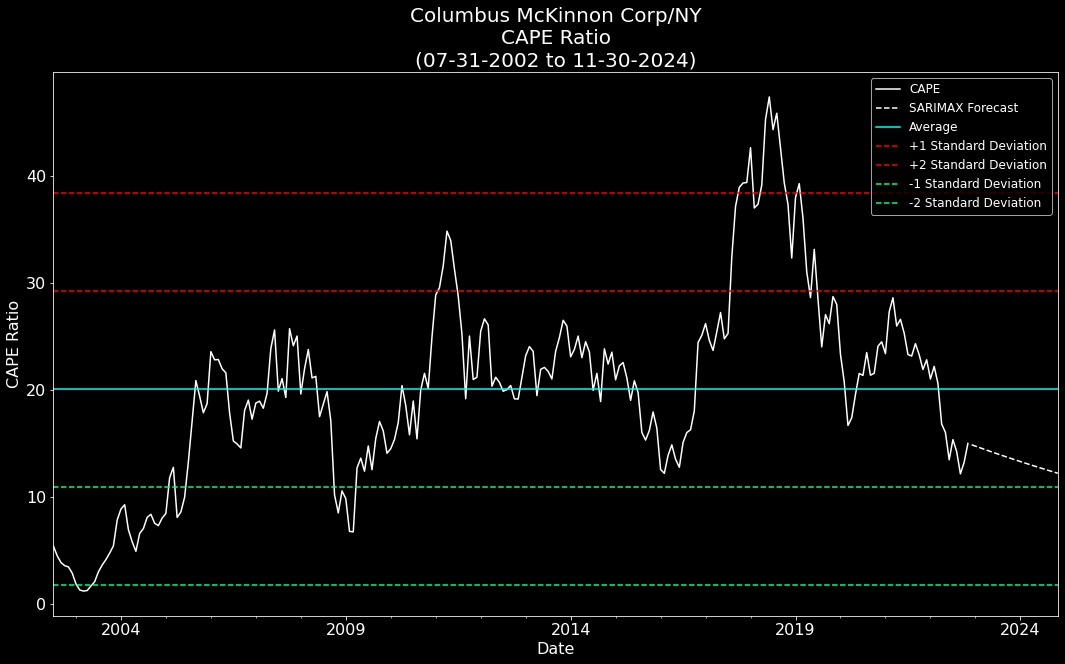 Columbus McKinnon Corp/NY
CAPE Ratio
(07-31-2002 to 11-30-2024)
CAPE
SARIMAX Forecast
Average
+1 Standard Deviation
+2 Standard Deviation
-1 Standard Deviation
-2 Standard Deviation
CAPE Ratio
40
30
20
10
0
2004
2009
2014
2019
2024
Date